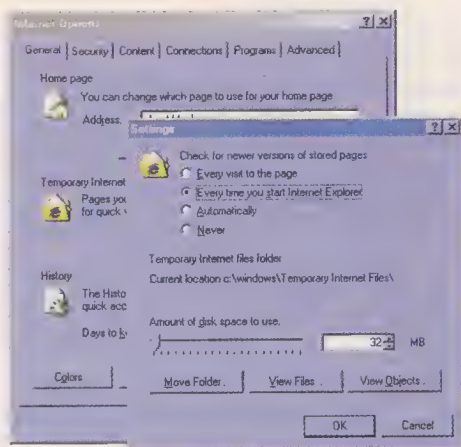 Internet Options
General Security Content Connections Programs Advanced
Home page
You can change which page to use for your home page
Address.
Settings
Check for newer versions of stored pages
Every visit to the page
Every time you start Internet Explorer
Automatically
Never
Temporary Internet
Pages you
for quick
Temporary Internet files folder
Current location c:\windows\Temporary Internet Files\
History
The Histo
quick acc
Days to k
Amount of disk space to use.
32 MB
Colors
Move Folder . View Files . View Objects .
OK Cancel